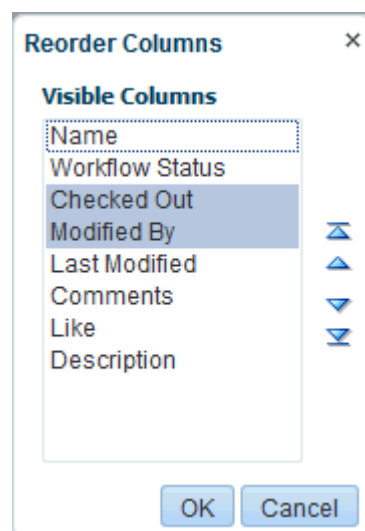 Reorder Columns
Visible Columns
Name
Workflow Status
Checked Out
Modified By
Last Modified
Comments
Like
Description
OK Cancel